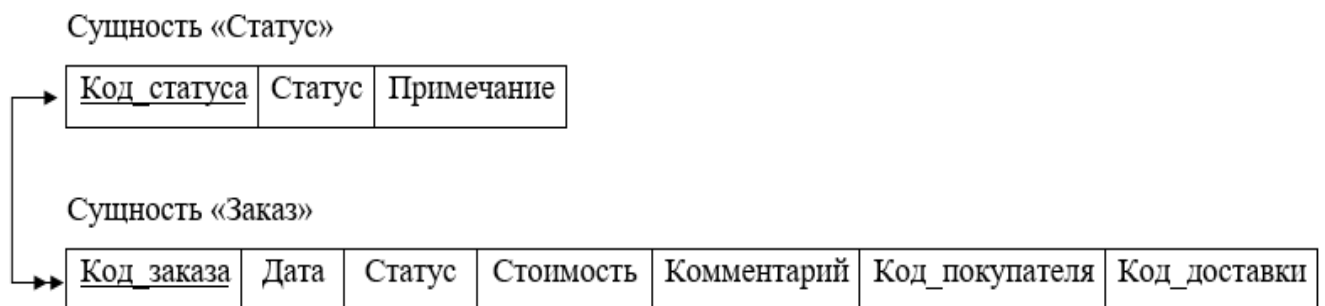 Сущность «Статус»
Код_статуса Статус Примечание
Сущность «Заказ»
Код_заказа Дата Статус Стоимость Комментарий Код_покупателя Код_доставки